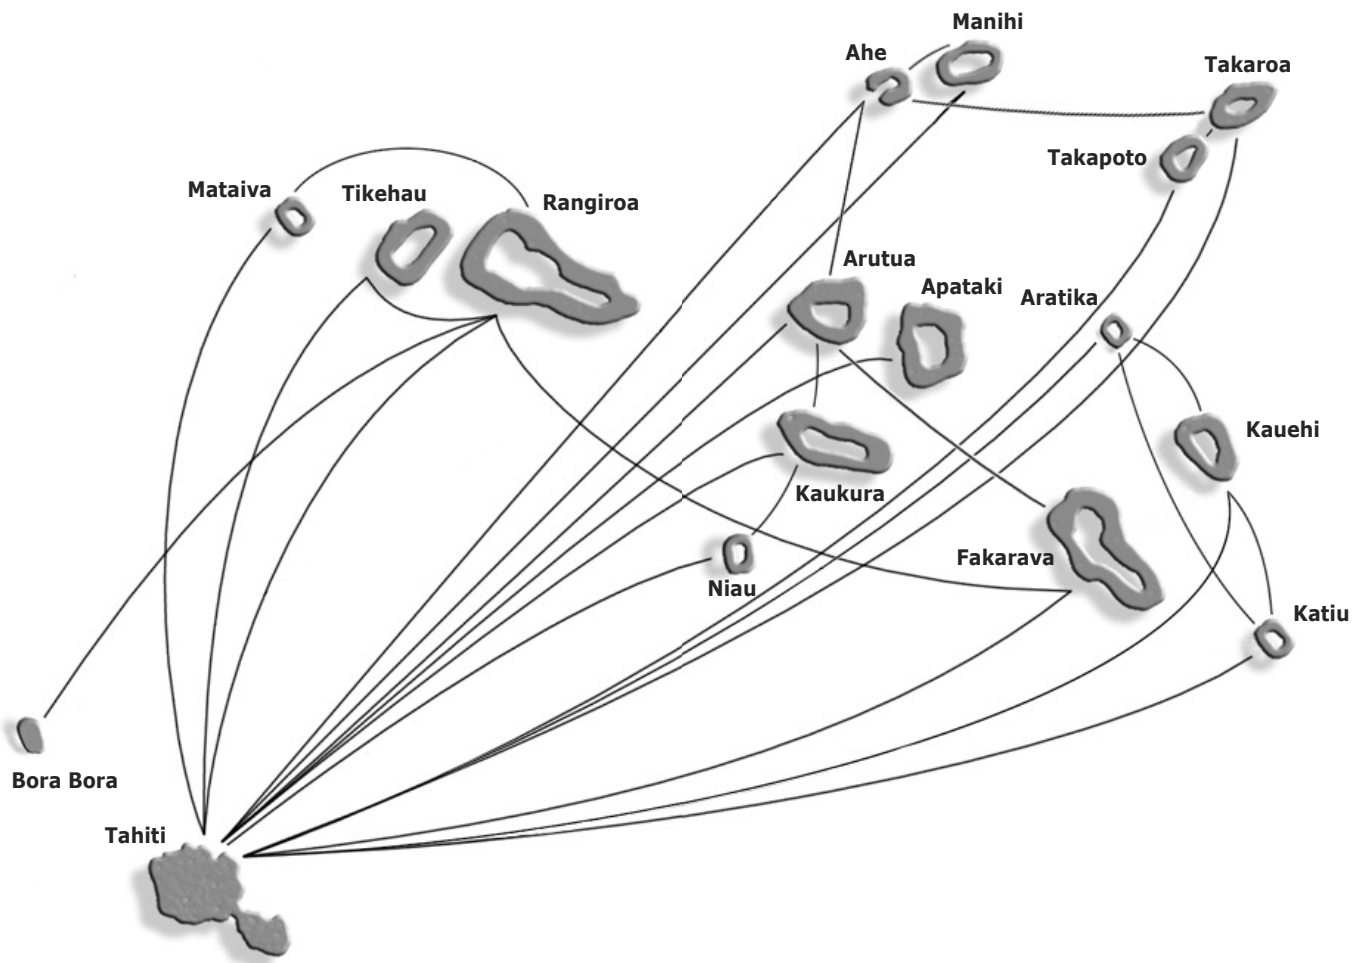 Manihi
Ahe
Takaroa
Takapoto
Mataiva
Tikehau
Rangiroa
Arutua
Apataki
Aratika
Kauehi
Kaukura
Fakarava
Niau
Katiu
Bora Bora
Tahiti